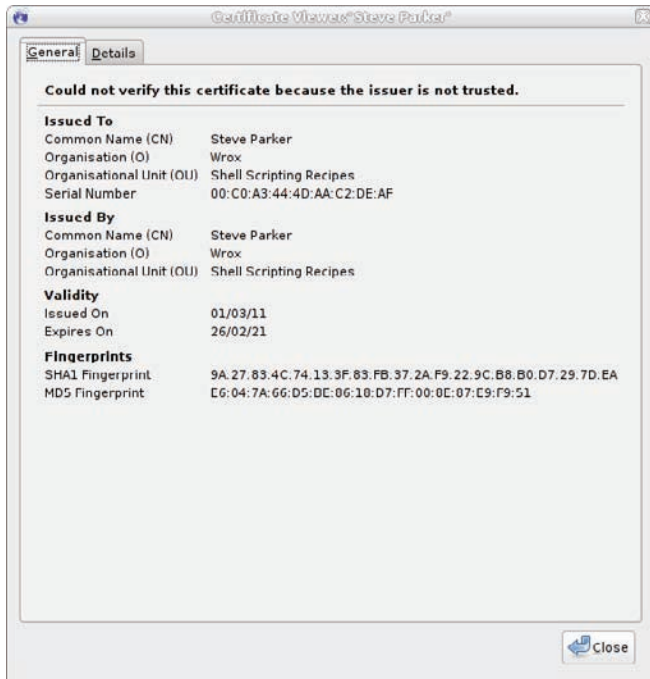 Certificate Viewer:"Steve Parker"
General Details
Could not verify this certificate because the issuer is not trusted.
Issued To
Common Name (CN) Steve Parker
Organisation (O) Wrox
Organisational Unit (OU) Shell Scripting Recipes
Serial Number 00:C0:A3:44:4D:AA:C2:DE:AF
Issued By
Common Name (CN) Steve Parker
Organisation (O) Wrox
Organisational Unit (OU) Shell Scripting Recipes
Validity
Issued On 01/03/11
Expires On 26/02/21
Fingerprints
SHA1 Fingerprint 9A:27:83:4C:74:13:3F:83:FB:37:2A:F9:22:9C:B8:B0:D7:29:7D:EA
MD5 Fingerprint E6:04:7A:66:D5:BE:86:18:D7:FF:00:8E:87:E9:F9:51
Close